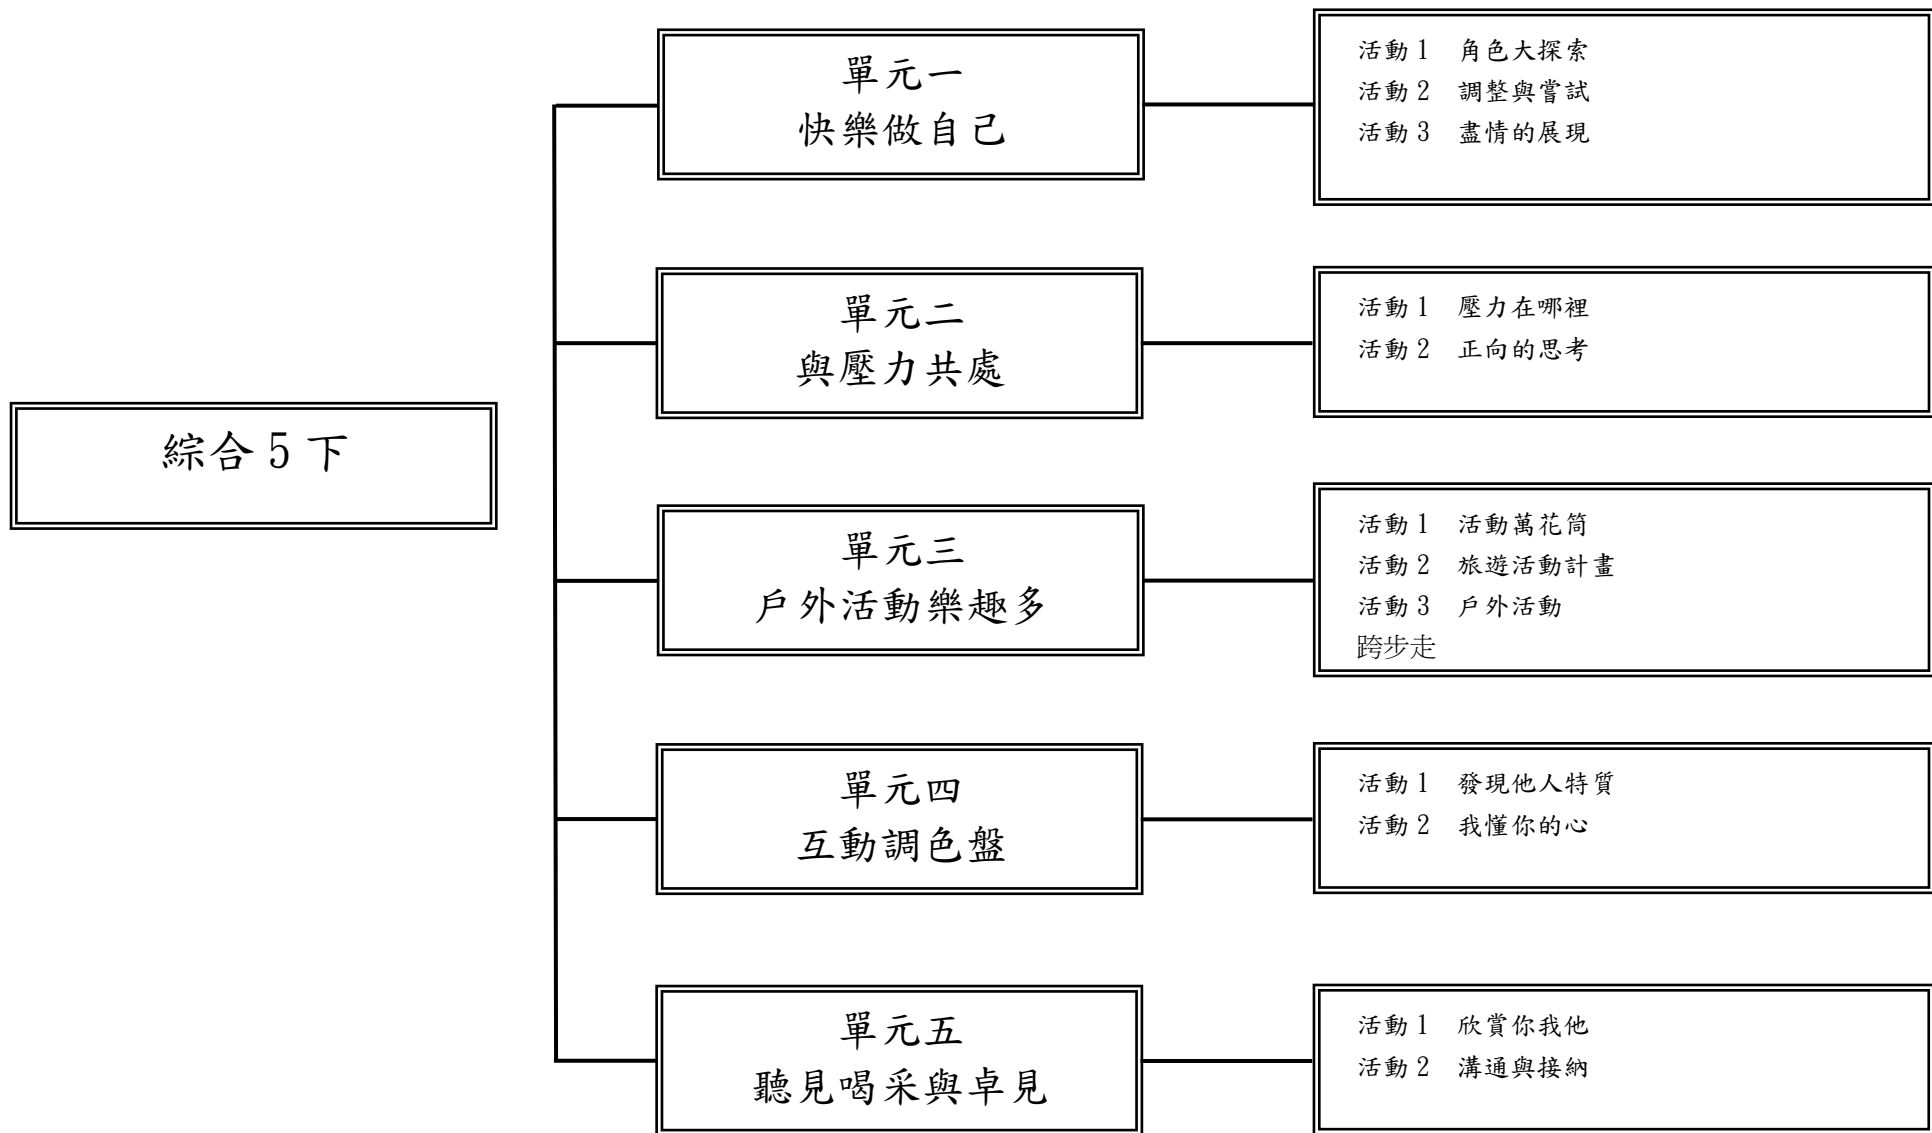 綜合 5 下
單元一
快樂做自己
活動 1　角色大探索
活動 2　調整與嘗試
活動 3　盡情的展現
單元二
與壓力共處
活動 1　壓力在哪裡
活動 2　正向的思考
單元三
戶外活動樂趣多
活動 1　活動萬花筒
活動 2　旅遊活動計畫
活動 3　戶外活動
跨步走
單元四
互動調色盤
活動 1　發現他人特質
活動 2　我懂你的心
單元五
聽見喝采與卓見
活動 1　欣賞你我他
活動 2　溝通與接納